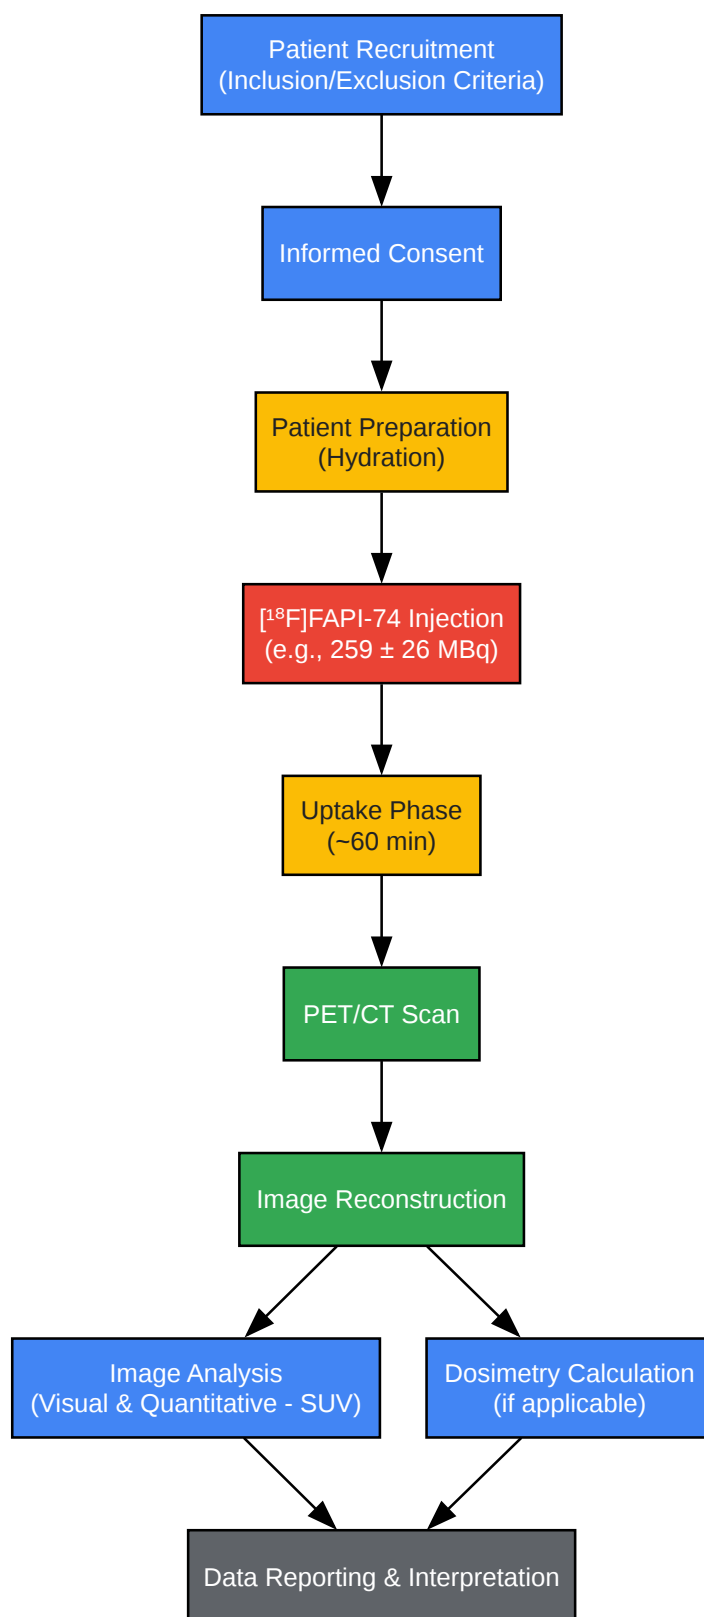 Patient Recruitment
(Inclusion/Exclusion Criteria)
Informed Consent
Patient Preparation
(Hydration)
[¹⁸F]FAPI-74 Injection
(e.g., 259 ± 26 MBq)
Uptake Phase
(~60 min)
PET/CT Scan
Image Reconstruction
Image Analysis
(Visual & Quantitative - SUV)
Dosimetry Calculation
(if applicable)
Data Reporting & Interpretation